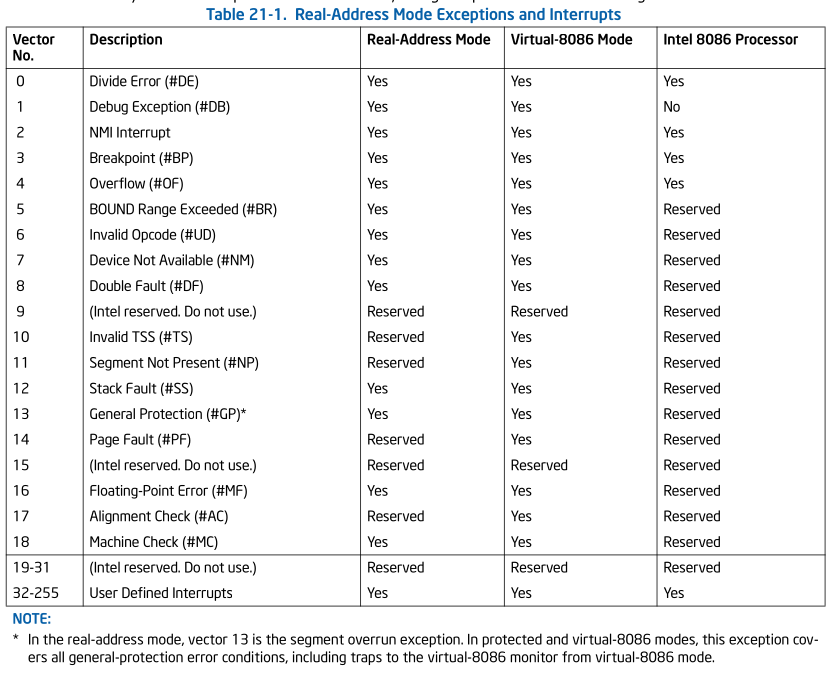 Table 21-1. Real-Address Mode Exceptions and Interrupts
Vector No. Description Real-Address Mode Virtual-8086 Mode Intel 8086 Processor
0 Divide Error (#DE) Yes Yes Yes
1 Debug Exception (#DB) Yes Yes No
2 NMI Interrupt Yes Yes Yes
3 Breakpoint (#BP) Yes Yes Yes
4 Overflow (#OF) Yes Yes Yes
5 BOUND Range Exceeded (#BR) Yes Yes Reserved
6 Invalid Opcode (#UD) Yes Yes Reserved
7 Device Not Available (#NM) Yes Yes Reserved
8 Double Fault (#DF) Yes Yes Reserved
9 (Intel reserved. Do not use.) Reserved Reserved Reserved
10 Invalid TSS (#TS) Reserved Yes Reserved
11 Segment Not Present (#NP) Reserved Yes Reserved
12 Stack Fault (#SS) Yes Yes Reserved
13 General Protection (#GP)* Yes Yes Reserved
14 Page Fault (#PF) Reserved Yes Reserved
15 (Intel reserved. Do not use.) Reserved Reserved Reserved
16 Floating-Point Error (#MF) Yes Yes Reserved
17 Alignment Check (#AC) Reserved Yes Reserved
18 Machine Check (#MC) Yes Yes Reserved
19-31 (Intel reserved. Do not use.) Reserved Reserved Reserved
32-255 User Defined Interrupts Yes Yes Yes
NOTE:
* In the real-address mode, vector 13 is the segment overrun exception. In protected and virtual-8086 modes, this exception cov-
ers all general-protection error conditions, including traps to the virtual-8086 monitor from virtual-8086 mode.